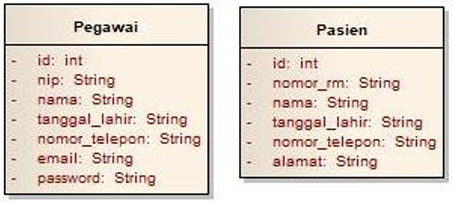 Pegawai
- id: int
- nip: String
- nama: String
- tanggal_lahir: String
- nomor_telepon: String
- email: String
- password: String
Pasien
- id: int
- nomor_rm: String
- nama: String
- tanggal_lahir: String
- nomor_telepon: String
- alamat: String